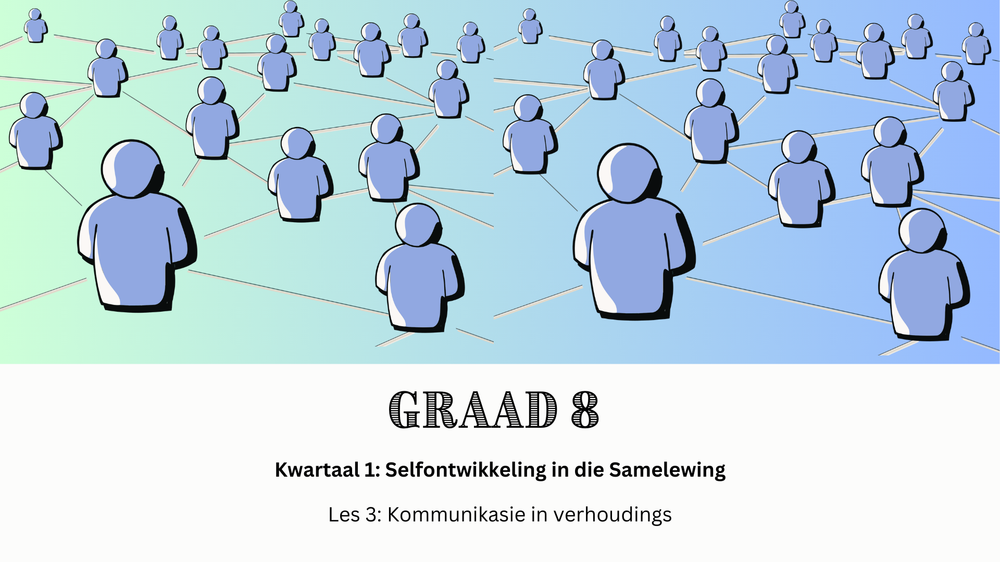 GRAAD 8
Kwartaal 1: Selfontwikkeling in die Samelewing
Les 3: Kommunikasie in verhoudings